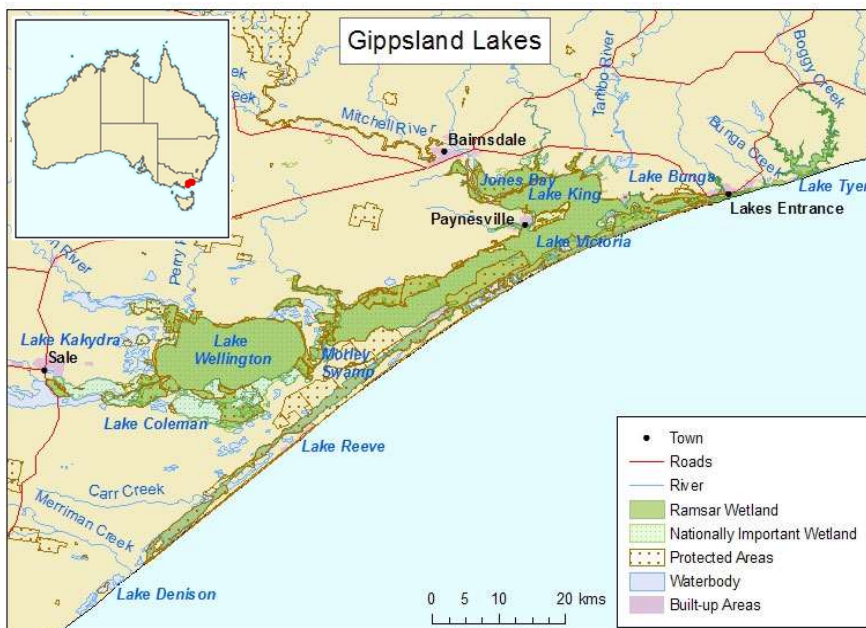 Gippsland Lakes
Boggy Creek
Tambo River
Mitchell River
Bairnsdale
Bunga Creek
Jones Bay
Lake King
Lake Bunga
Lake Tyer
Paynesville
Lakes Entrance
Lake Victoria
Perry
Lake Kakydra
Sale
Lake
Wellington
Morley
Swamp
Lake Coleman
Lake Reeve
Carr Creek
Merriman Creek
Lake Denison
Town
Roads
River
Ramsar Wetland
Nationally Important Wetland
Protected Areas
Waterbody
Built-up Areas
0 5 10 20 kms